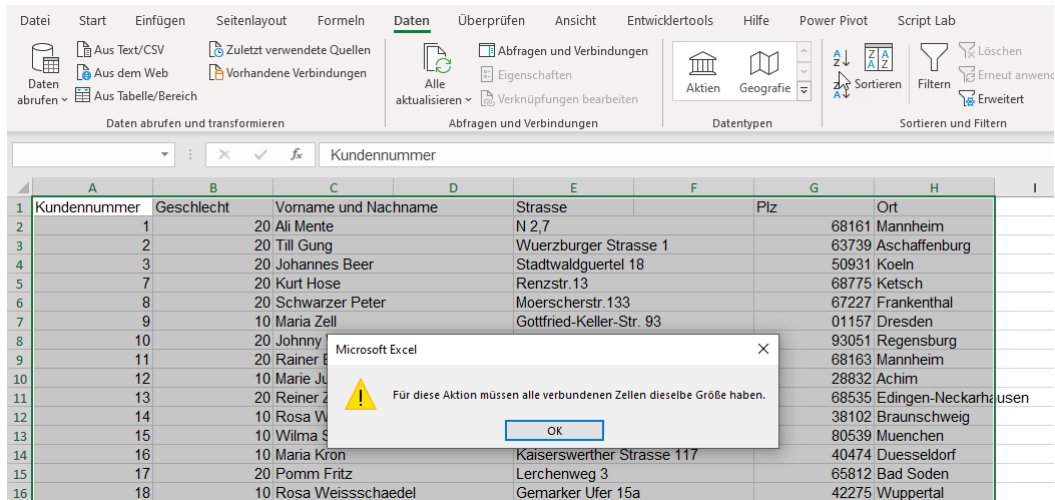 Datei Start Einfügen Seitenlayout Formeln Daten Überprüfen Ansicht Entwicklertools Hilfe Power Pivot Script Lab
Daten abrufen
Aus Text/CSV
Aus dem Web
Aus Tabelle/Bereich
Zuletzt verwendete Quellen
Vorhandene Verbindungen
Daten abrufen und transformieren
Alle aktualisieren
Abfragen und Verbindungen
Eigenschaften
Verknüpfungen bearbeiten
Abfragen und Verbindungen
Aktien
Geografie
Datentypen
Sortieren
Filtern
Löschen
Erneut anwend
Erweitert
Sortieren und Filtern
fx Kundennummer
A B C D E F G H I
1 Kundennummer Geschlecht Vorname und Nachname Strasse Plz Ort
2 1 20 Ali Mente N 2,7 68161 Mannheim
3 2 20 Till Gung Wuerzburger Strasse 1 63739 Aschaffenburg
4 3 20 Johannes Beer Stadtwaldguertel 18 50931 Koeln
5 7 20 Kurt Hose Renzstr.13 68775 Ketsch
6 8 20 Schwarzer Peter Moerscherstr.133 67227 Frankenthal
7 9 10 Maria Zell Gottfried-Keller-Str. 93 01157 Dresden
8 10 20 Johnny 93051 Regensburg
9 11 20 Rainer 68163 Mannheim
10 12 10 Marie 28832 Achim
11 13 20 Reiner 68535 Edingen-Neckarhausen
12 14 10 Rosa 38102 Braunschweig
13 15 10 Wilma 80539 Muenchen
14 16 10 Maria Kron Kaiserswerther Strasse 117 40474 Duesseldorf
15 17 20 Pomm Fritz Lerchenweg 3 65812 Bad Soden
16 18 10 Rosa Weissschaedel Gemarker Ufer 15a 42275 Wuppertal
Microsoft Excel
Für diese Aktion müssen alle verbundenen Zellen dieselbe Größe haben.
OK